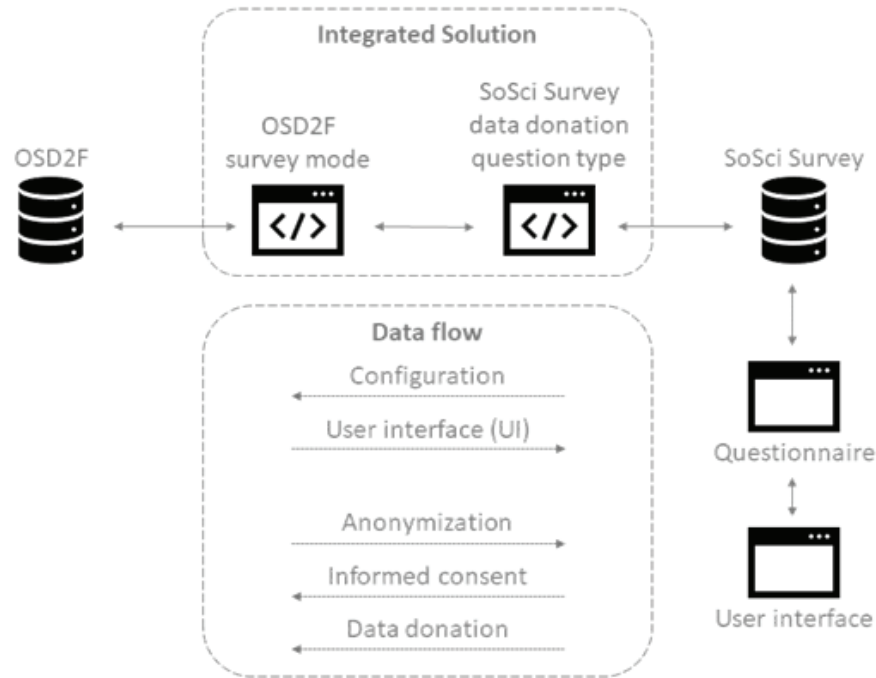 Integrated Solution
OSD2F
OSD2F
survey mode
</>
SoSci Survey
data donation
question type
</>
SoSci Survey
Data flow
Configuration
User interface (UI)
Anonymization
Informed consent
Data donation
Questionnaire
User interface